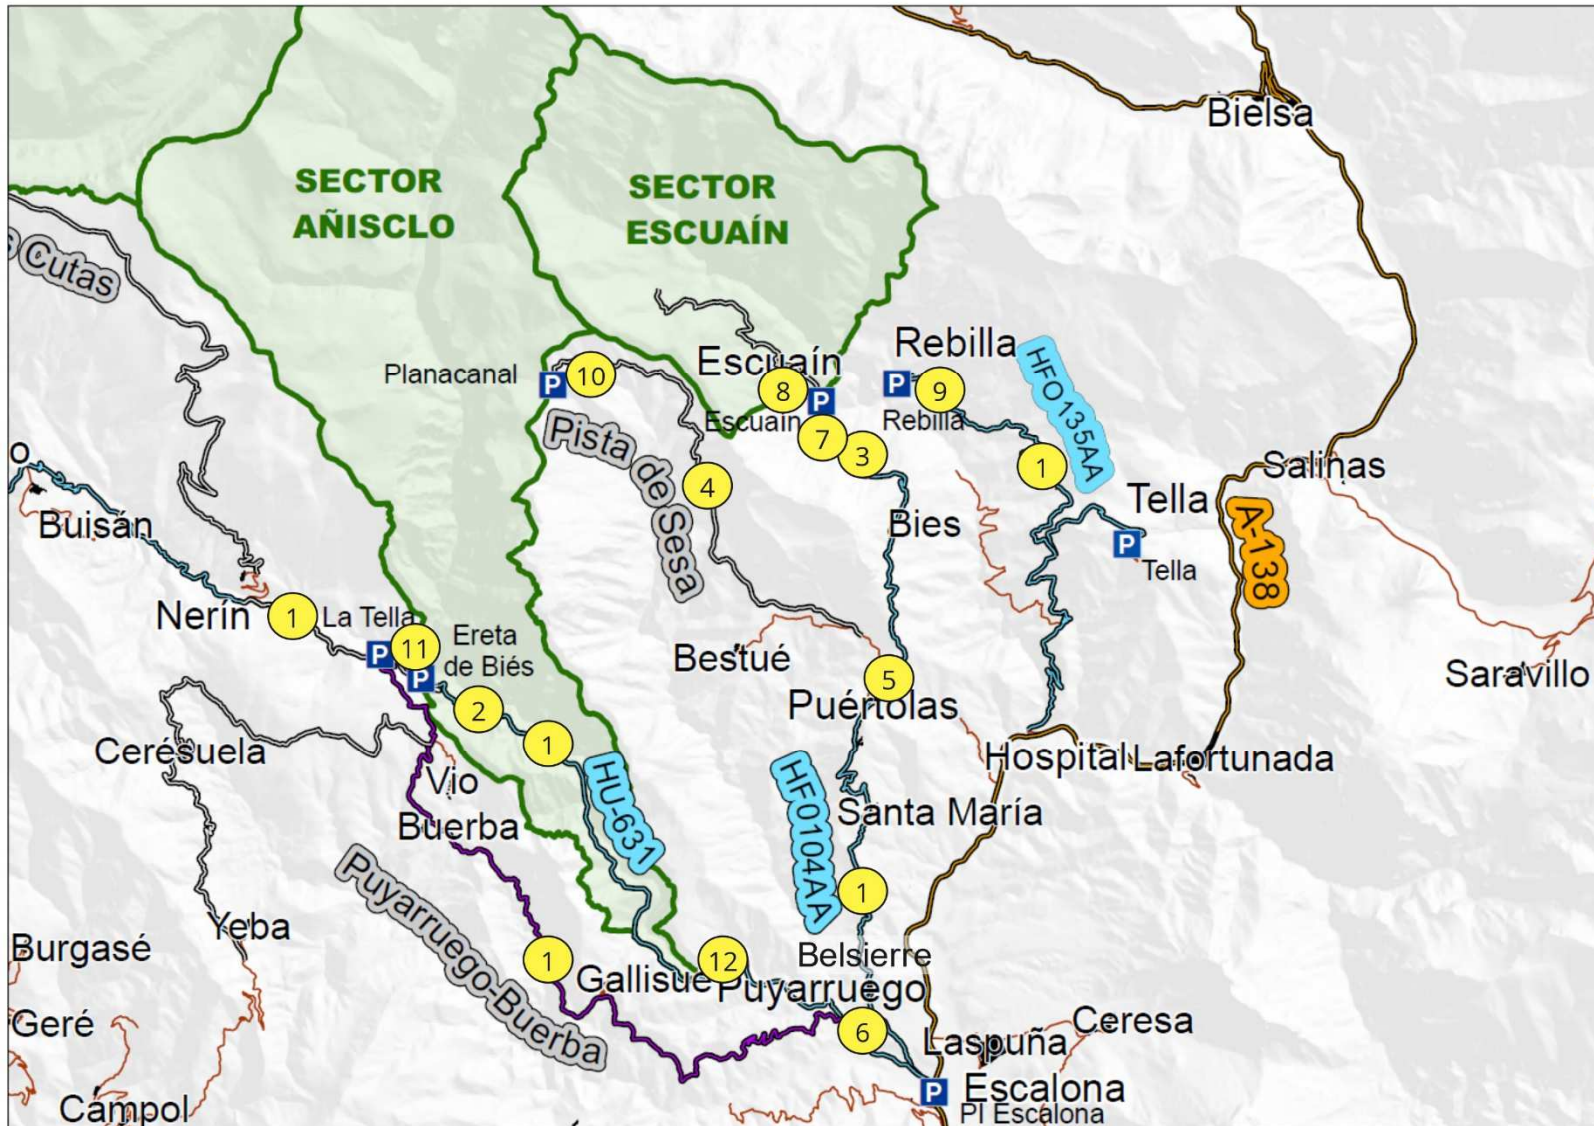 Bielsa
SECTOR
AÑISCLO
SECTOR
ESCUAÍN
s Cutas
Planacanal
P
10
Escuaín
8
P
Escuaín
7
3
Rebilla
P
9
Rebilla
HFO135AA
1
Pista de Sesa
4
o
Buisán
Bies
Tella
P
Tella
Salinas
A-138
Nerín
1
La Tella
P
11
P
Ereta
de Biés
2
1
Bestué
5
Puértolas
Saravillo
Cerésuela
Vio
Buerba
HU-631
HF0104AA
Santa María
Hospital
Lafortunada
1
Puyarruego-Buerba
Yeba
Burgasé
1
Gallisué
12
Belsierre
Puyarruego
6
Geré
Laspuña
Ceresa
P
Escalona
Pl Escalona
Cámpol